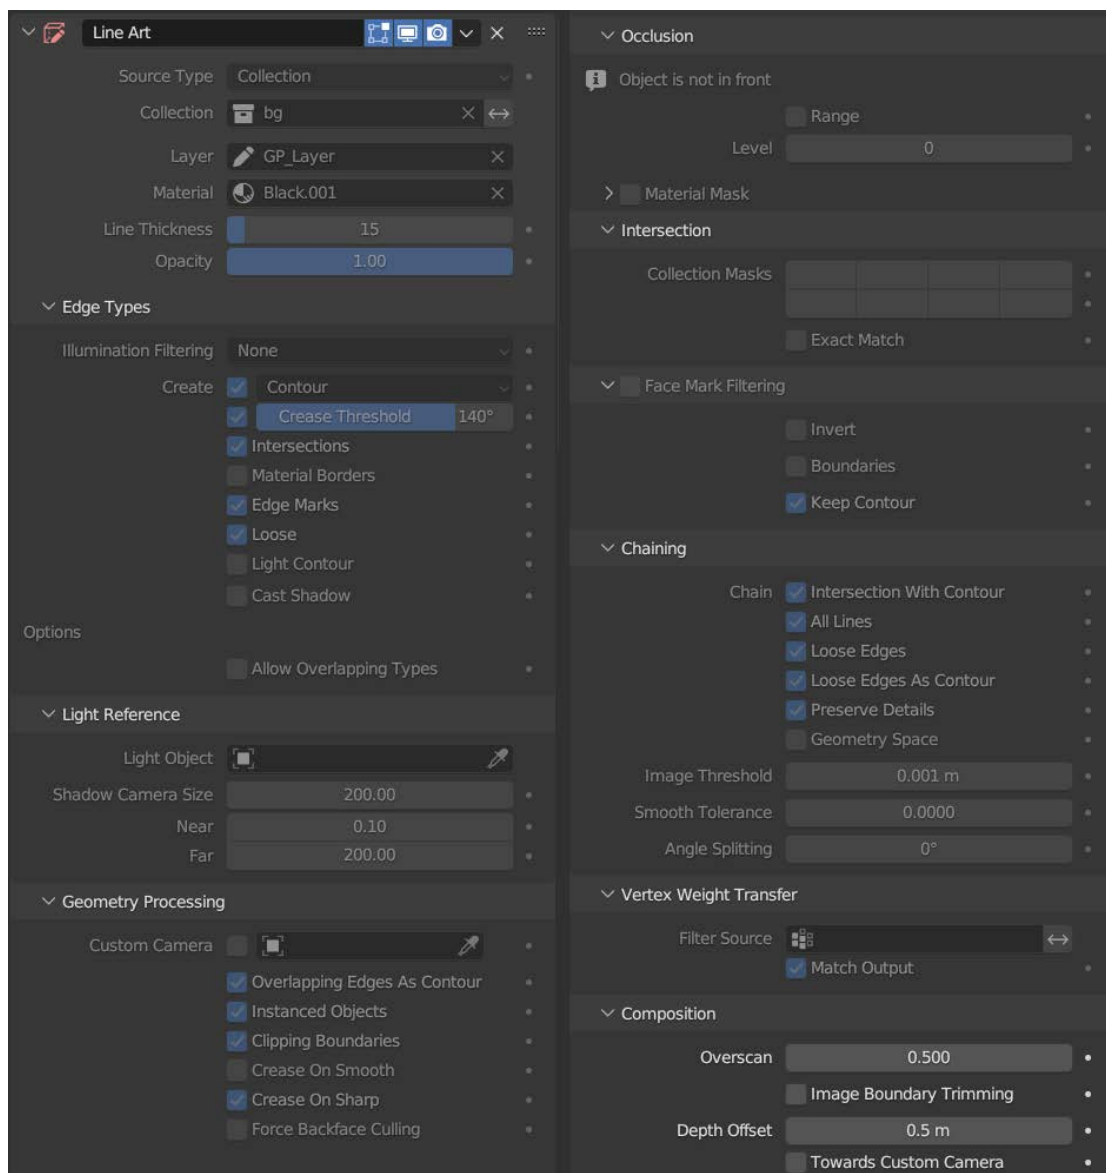 Line Art
Source Type Collection
Collection bg
Layer GP_Layer
Material Black.001
Line Thickness 15
Opacity 1.00
Edge Types
Illumination Filtering None
Create Contour
Crease Threshold 140°
Intersections
Material Borders
Edge Marks
Loose
Light Contour
Cast Shadow
Options
Allow Overlapping Types
Light Reference
Light Object
Shadow Camera Size 200.00
Near 0.10
Far 200.00
Geometry Processing
Custom Camera
Overlapping Edges As Contour
Instanced Objects
Clipping Boundaries
Crease On Smooth
Crease On Sharp
Force Backface Culling
Occlusion
Object is not in front
Range
Level 0
Material Mask
Intersection
Collection Masks
Exact Match
Face Mark Filtering
Invert
Boundaries
Keep Contour
Chaining
Chain Intersection With Contour
All Lines
Loose Edges
Loose Edges As Contour
Preserve Details
Geometry Space
Image Threshold 0.001 m
Smooth Tolerance 0.0000
Angle Splitting 0°
Vertex Weight Transfer
Filter Source
Match Output
Composition
Overscan 0.500
Image Boundary Trimming
Depth Offset 0.5 m
Towards Custom Camera